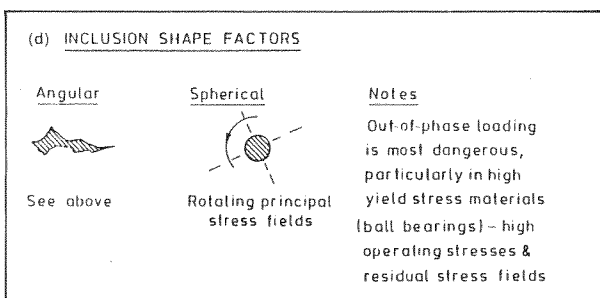 (d) INCLUSION SHAPE FACTORS
Angular
See above
Spherical
Rotating principal
stress fields
Notes
Out-of-phase loading
is most dangerous,
particularly in high
yield stress materials
(ball bearings) - high
operating stresses &
residual stress fields